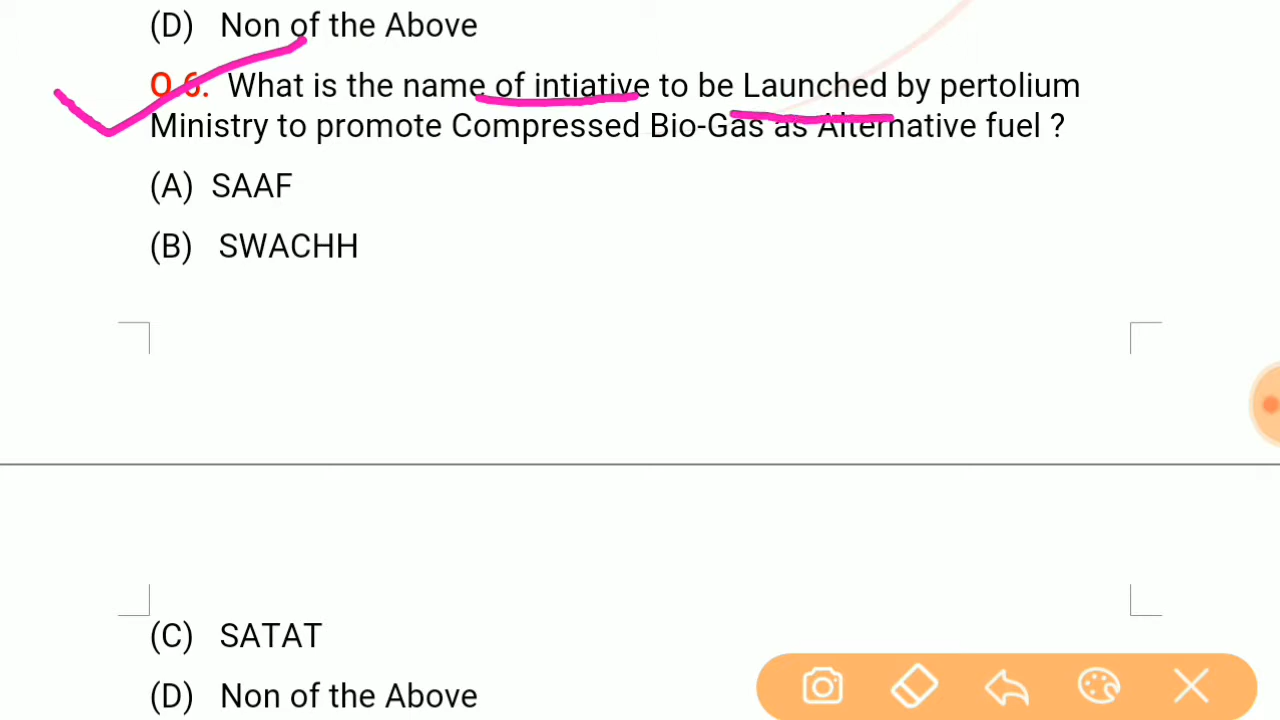 (D) Non of the Above
Q.6. What is the name of intiative to be Launched by pertolium
Ministry to promote Compressed Bio-Gas as Alternative fuel ?
(A) SAAF
(B) SWACHH
(C) SATAT
(D) Non of the Above